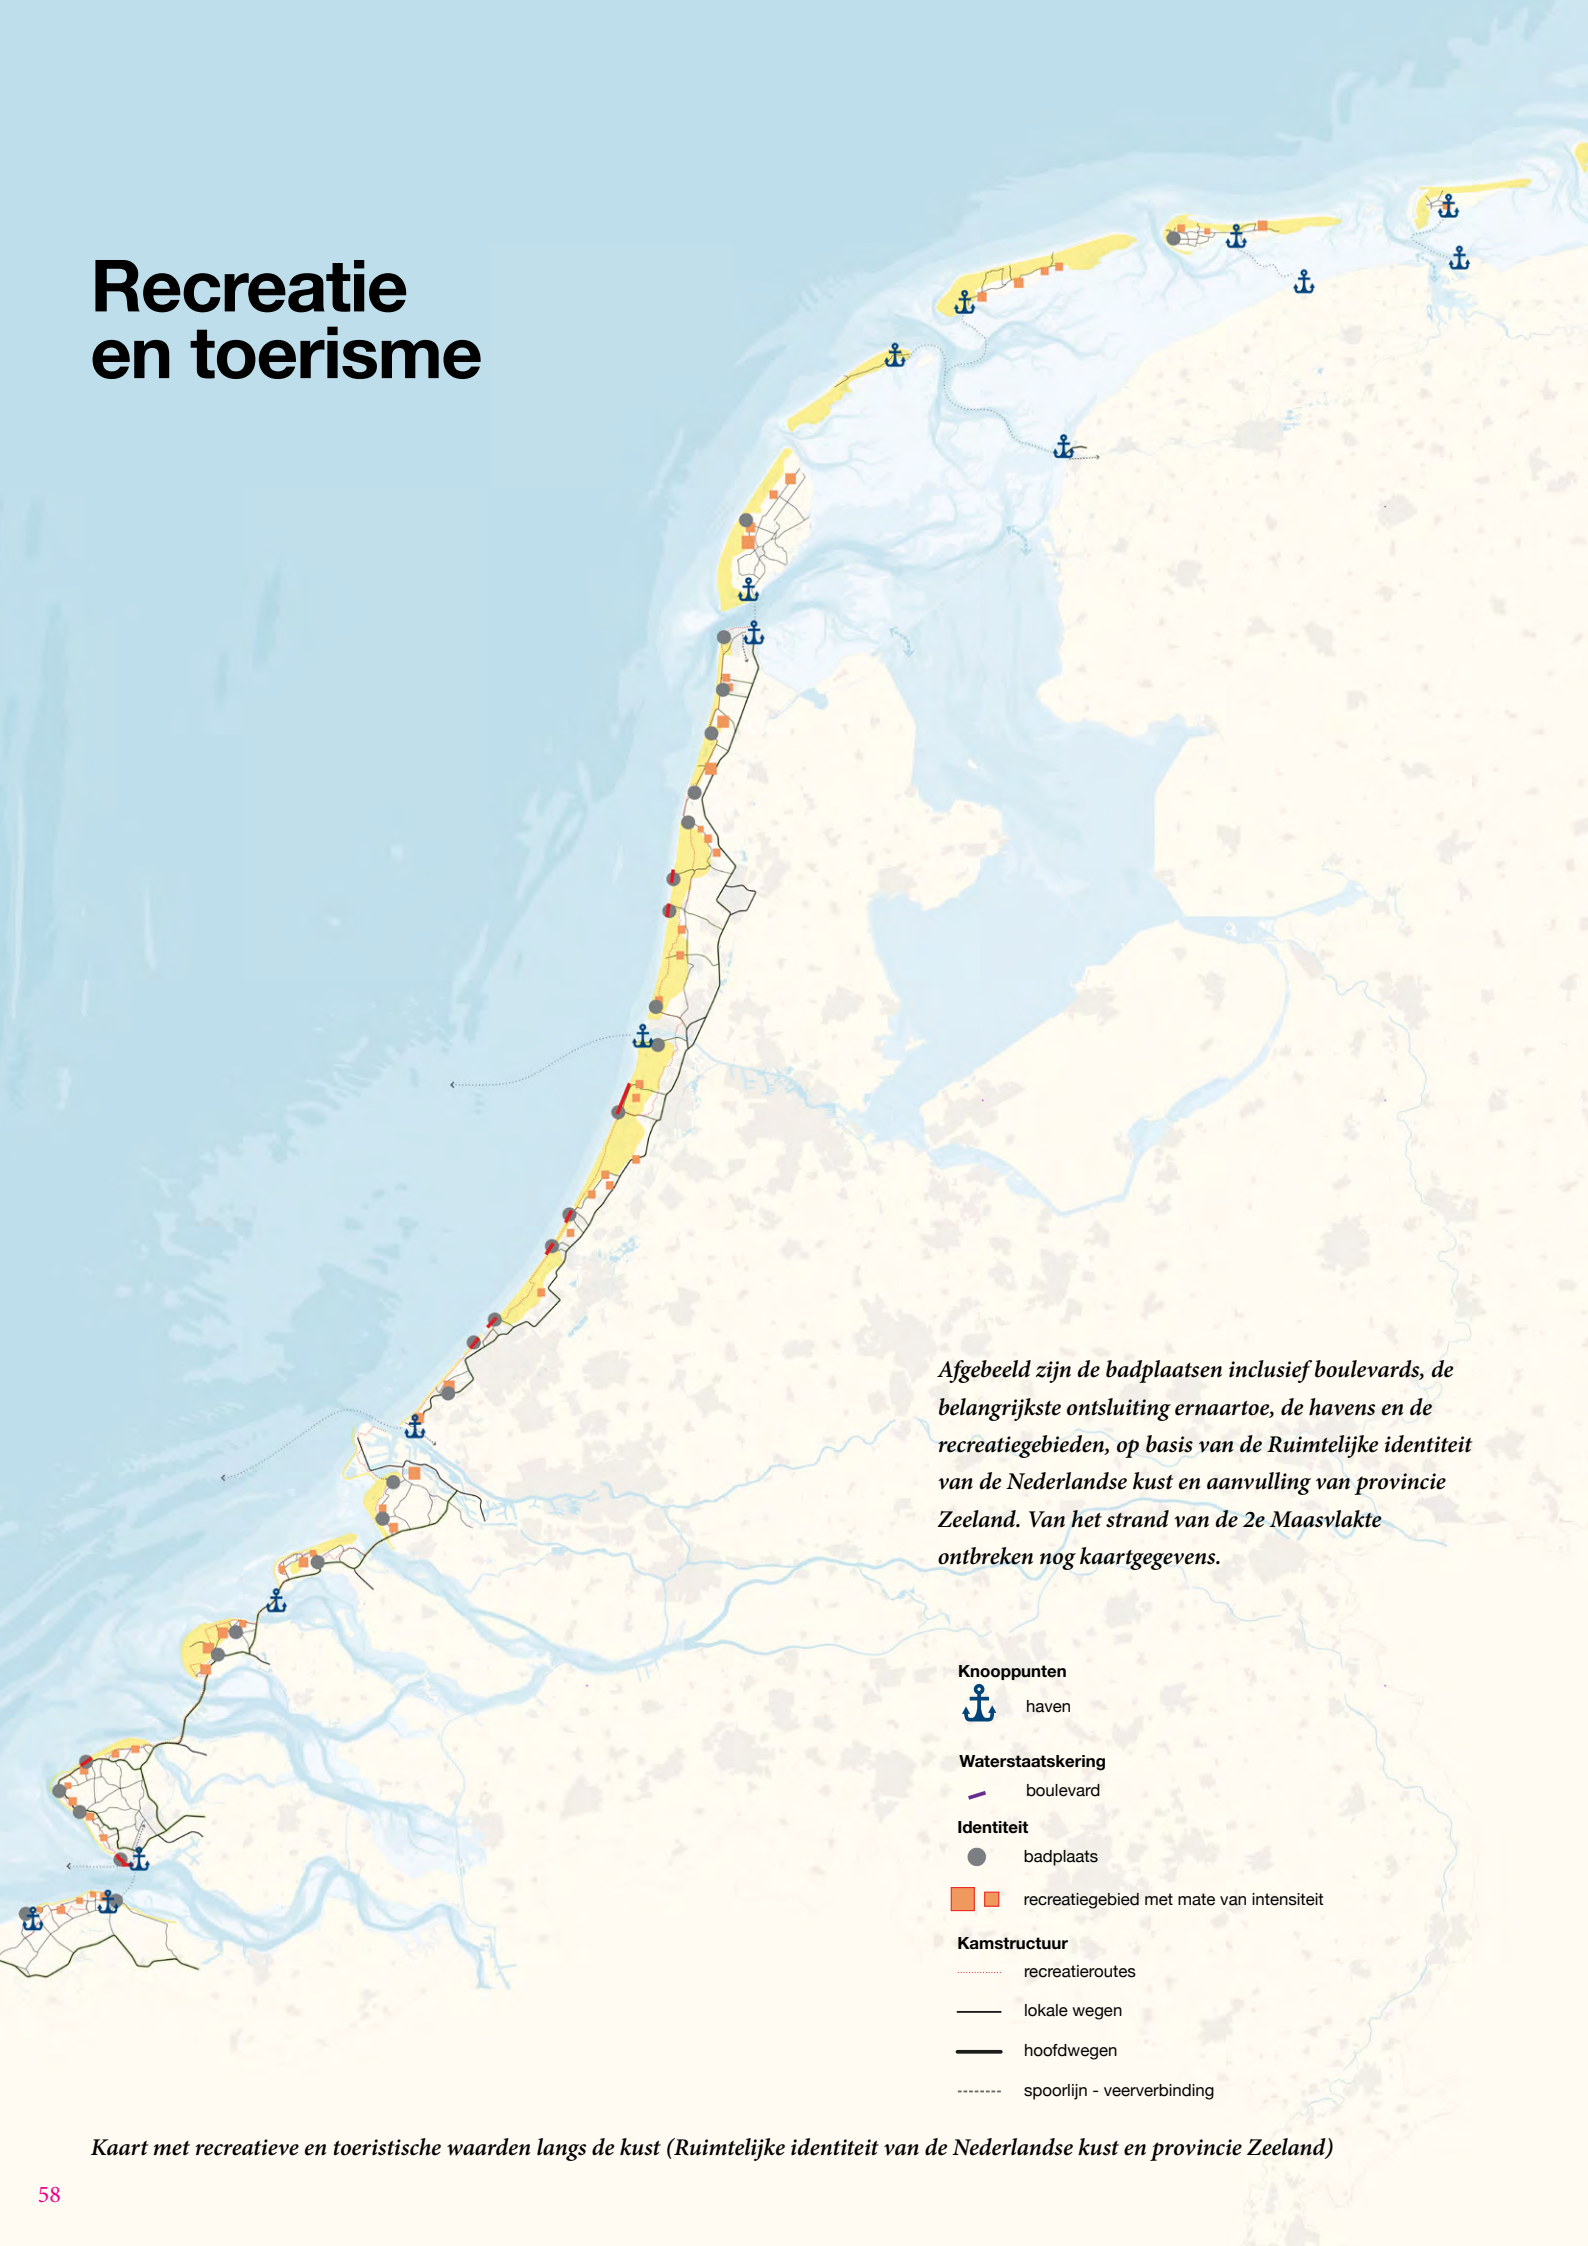 Recreatie
en toerisme
Afgebeeld zijn de badplaatsen inclusief boulevards, de
belangrijkste ontsluiting ernaartoe, de havens en de
recreatiegebieden, op basis van de Ruimtelijke identiteit
van de Nederlandse kust en aanvulling van provincie
Zeeland. Van het strand van de 2e Maasvlakte
ontbreken nog kaartgegevens.
Knooppunten
haven
Waterstaatskering
boulevard
Identiteit
badplaats
recreatiegebied met mate van intensiteit
Kamstructuur
recreatieroutes
lokale wegen
hoofdwegen
spoorlijn - veerverbinding
Kaart met recreatieve en toeristische waarden langs de kust (Ruimtelijke identiteit van de Nederlandse kust en provincie Zeeland)
58